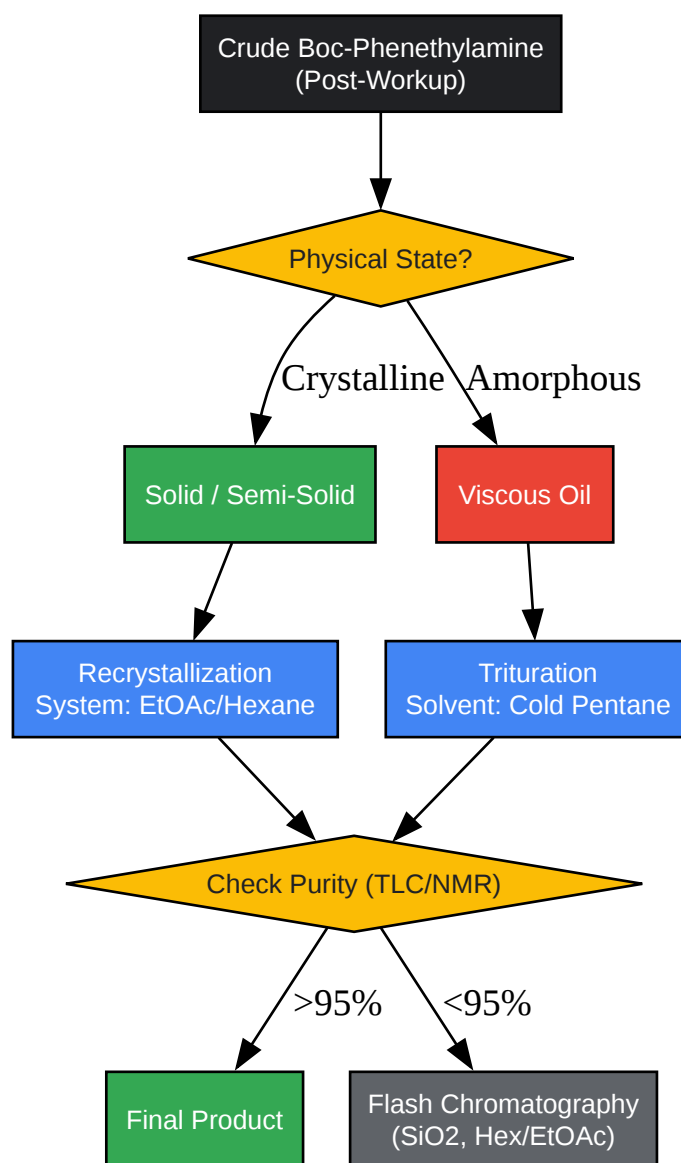 Crude Boc-Phenethylamine
(Post-Workup)
Physical State?
Crystalline
Amorphous
Solid / Semi-Solid
Viscous Oil
Recrystallization
System: EtOAc/Hexane
Trituration
Solvent: Cold Pentane
Check Purity (TLC/NMR)
>95%
<95%
Final Product
Flash Chromatography
(SiO2, Hex/EtOAc)